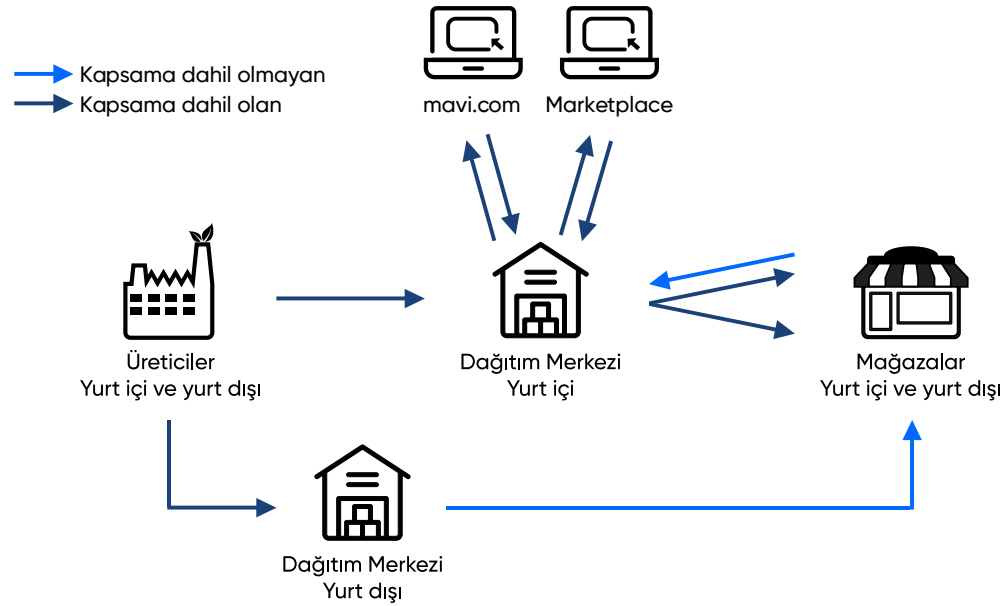 Kapsama dahil olmayan
Kapsama dahil olan
mavi.com
Marketplace
Üreticiler
Yurt içi ve yurt dışı
Dağıtım Merkezi
Yurt içi
Mağazalar
Yurt içi ve yurt dışı
Dağıtım Merkezi
Yurt dışı